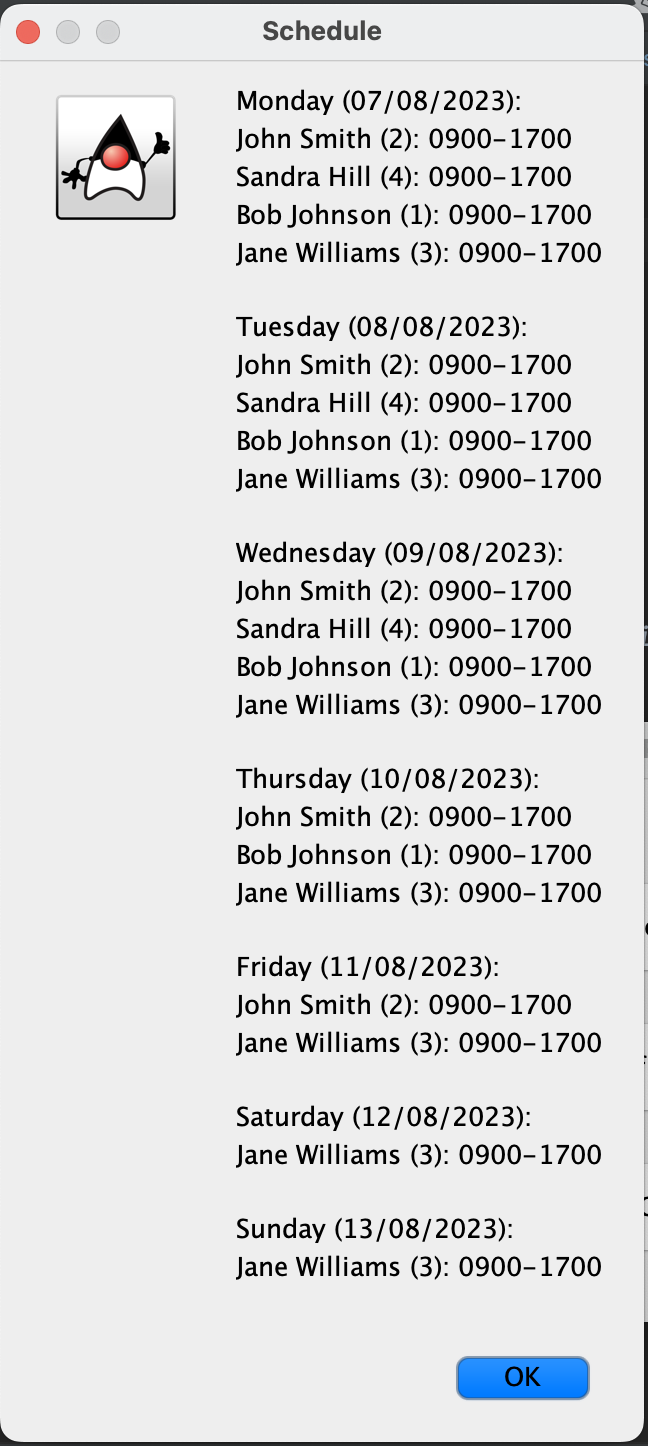 Schedule
Monday (07/08/2023):
John Smith (2): 0900-1700
Sandra Hill (4): 0900-1700
Bob Johnson (1): 0900-1700
Jane Williams (3): 0900-1700
Tuesday (08/08/2023):
John Smith (2): 0900-1700
Sandra Hill (4): 0900-1700
Bob Johnson (1): 0900-1700
Jane Williams (3): 0900-1700
Wednesday (09/08/2023):
John Smith (2): 0900-1700
Sandra Hill (4): 0900-1700
Bob Johnson (1): 0900-1700
Jane Williams (3): 0900-1700
Thursday (10/08/2023):
John Smith (2): 0900-1700
Bob Johnson (1): 0900-1700
Jane Williams (3): 0900-1700
Friday (11/08/2023):
John Smith (2): 0900-1700
Jane Williams (3): 0900-1700
Saturday (12/08/2023):
Jane Williams (3): 0900-1700
Sunday (13/08/2023):
Jane Williams (3): 0900-1700
OK